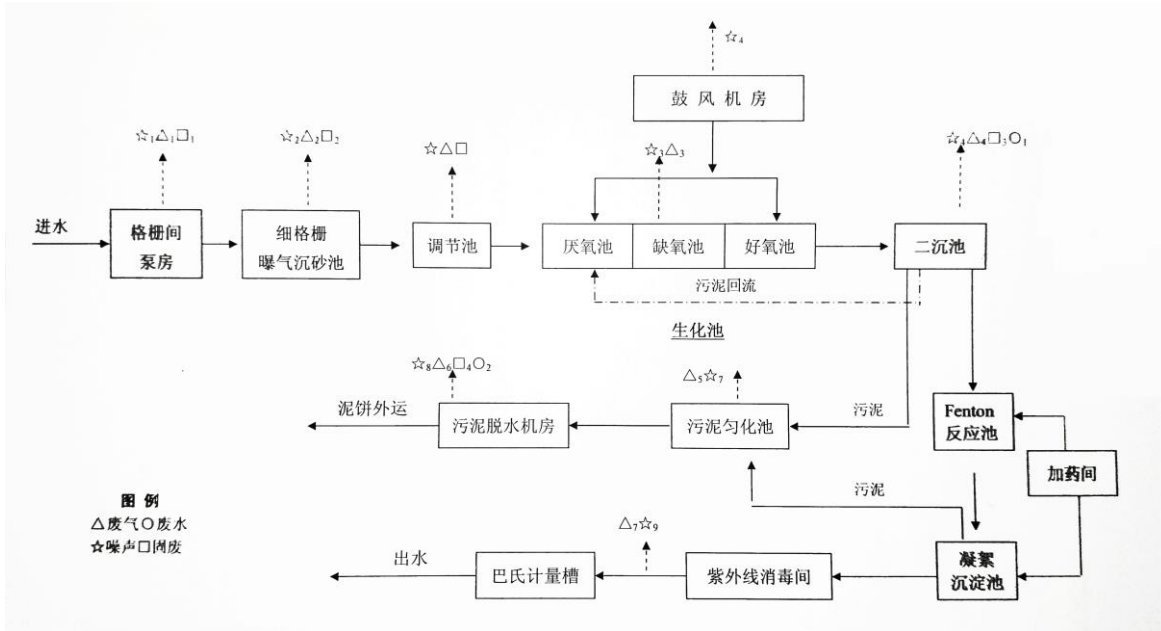 ☆₄
鼓风机房
☆₁△₁□₁
☆₂△₂□₂
☆△□
☆₃△₃
☆₄△₄□₃○₁
进水
格栅间
泵房
细格栅
曝气沉砂池
调节池
厌氧池
缺氧池
好氧池
二沉池
污泥回流
生化池
☆₈△₆□₄○₂
△₅☆₇
泥饼外运
污泥脱水机房
污泥匀化池
污泥
Fenton
反应池
加药间
污泥
图例
△废气○废水
☆噪声□固废
△₇☆₉
出水
巴氏计量槽
紫外线消毒间
凝絮
沉淀池